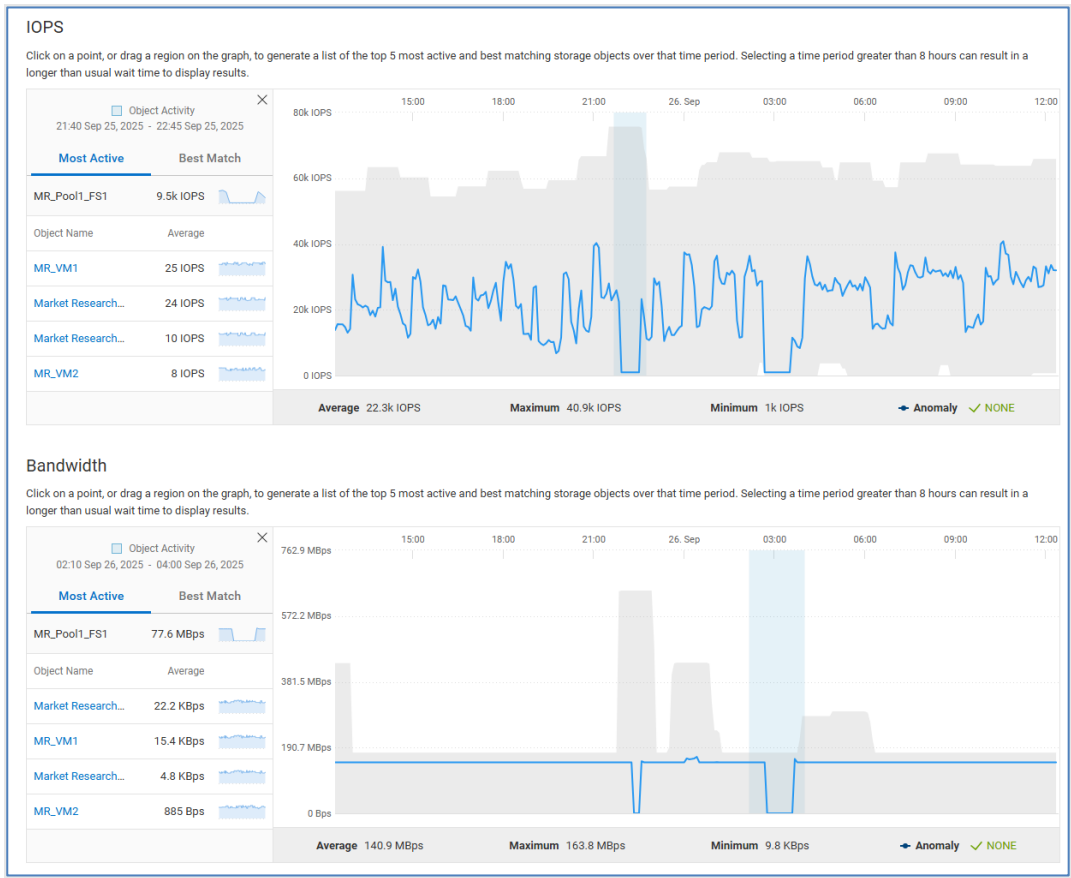 IOPS
Click on a point, or drag a region on the graph, to generate a list of the top 5 most active and best matching storage objects over that time period. Selecting a time period greater than 8 hours can result in a
longer than usual wait time to display results.
Object Activity
21:40 Sep 25, 2025 - 22:45 Sep 25, 2025
Most Active Best Match
MR_Pool1_FS1 9.5k IOPS
Object Name Average
MR_VM1 25 IOPS
Market Research... 24 IOPS
Market Research... 10 IOPS
MR_VM2 8 IOPS
15:00 18:00 21:00 26. Sep 03:00 06:00 09:00 12:00
80k IOPS
60k IOPS
40k IOPS
20k IOPS
0 IOPS
Average 22.3k IOPS Maximum 40.9k IOPS Minimum 1k IOPS Anomaly NONE
Bandwidth
Click on a point, or drag a region on the graph, to generate a list of the top 5 most active and best matching storage objects over that time period. Selecting a time period greater than 8 hours can result in a
longer than usual wait time to display results.
Object Activity
02:10 Sep 26, 2025 - 04:00 Sep 26, 2025
Most Active Best Match
MR_Pool1_FS1 77.6 MBps
Object Name Average
Market Research... 22.2 KBps
MR_VM1 15.4 KBps
Market Research... 4.8 KBps
MR_VM2 885 Bps
15:00 18:00 21:00 26. Sep 03:00 06:00 09:00 12:00
762.9 MBps
572.2 MBps
381.5 MBps
190.7 MBps
0 Bps
Average 140.9 MBps Maximum 163.8 MBps Minimum 9.8 KBps Anomaly NONE